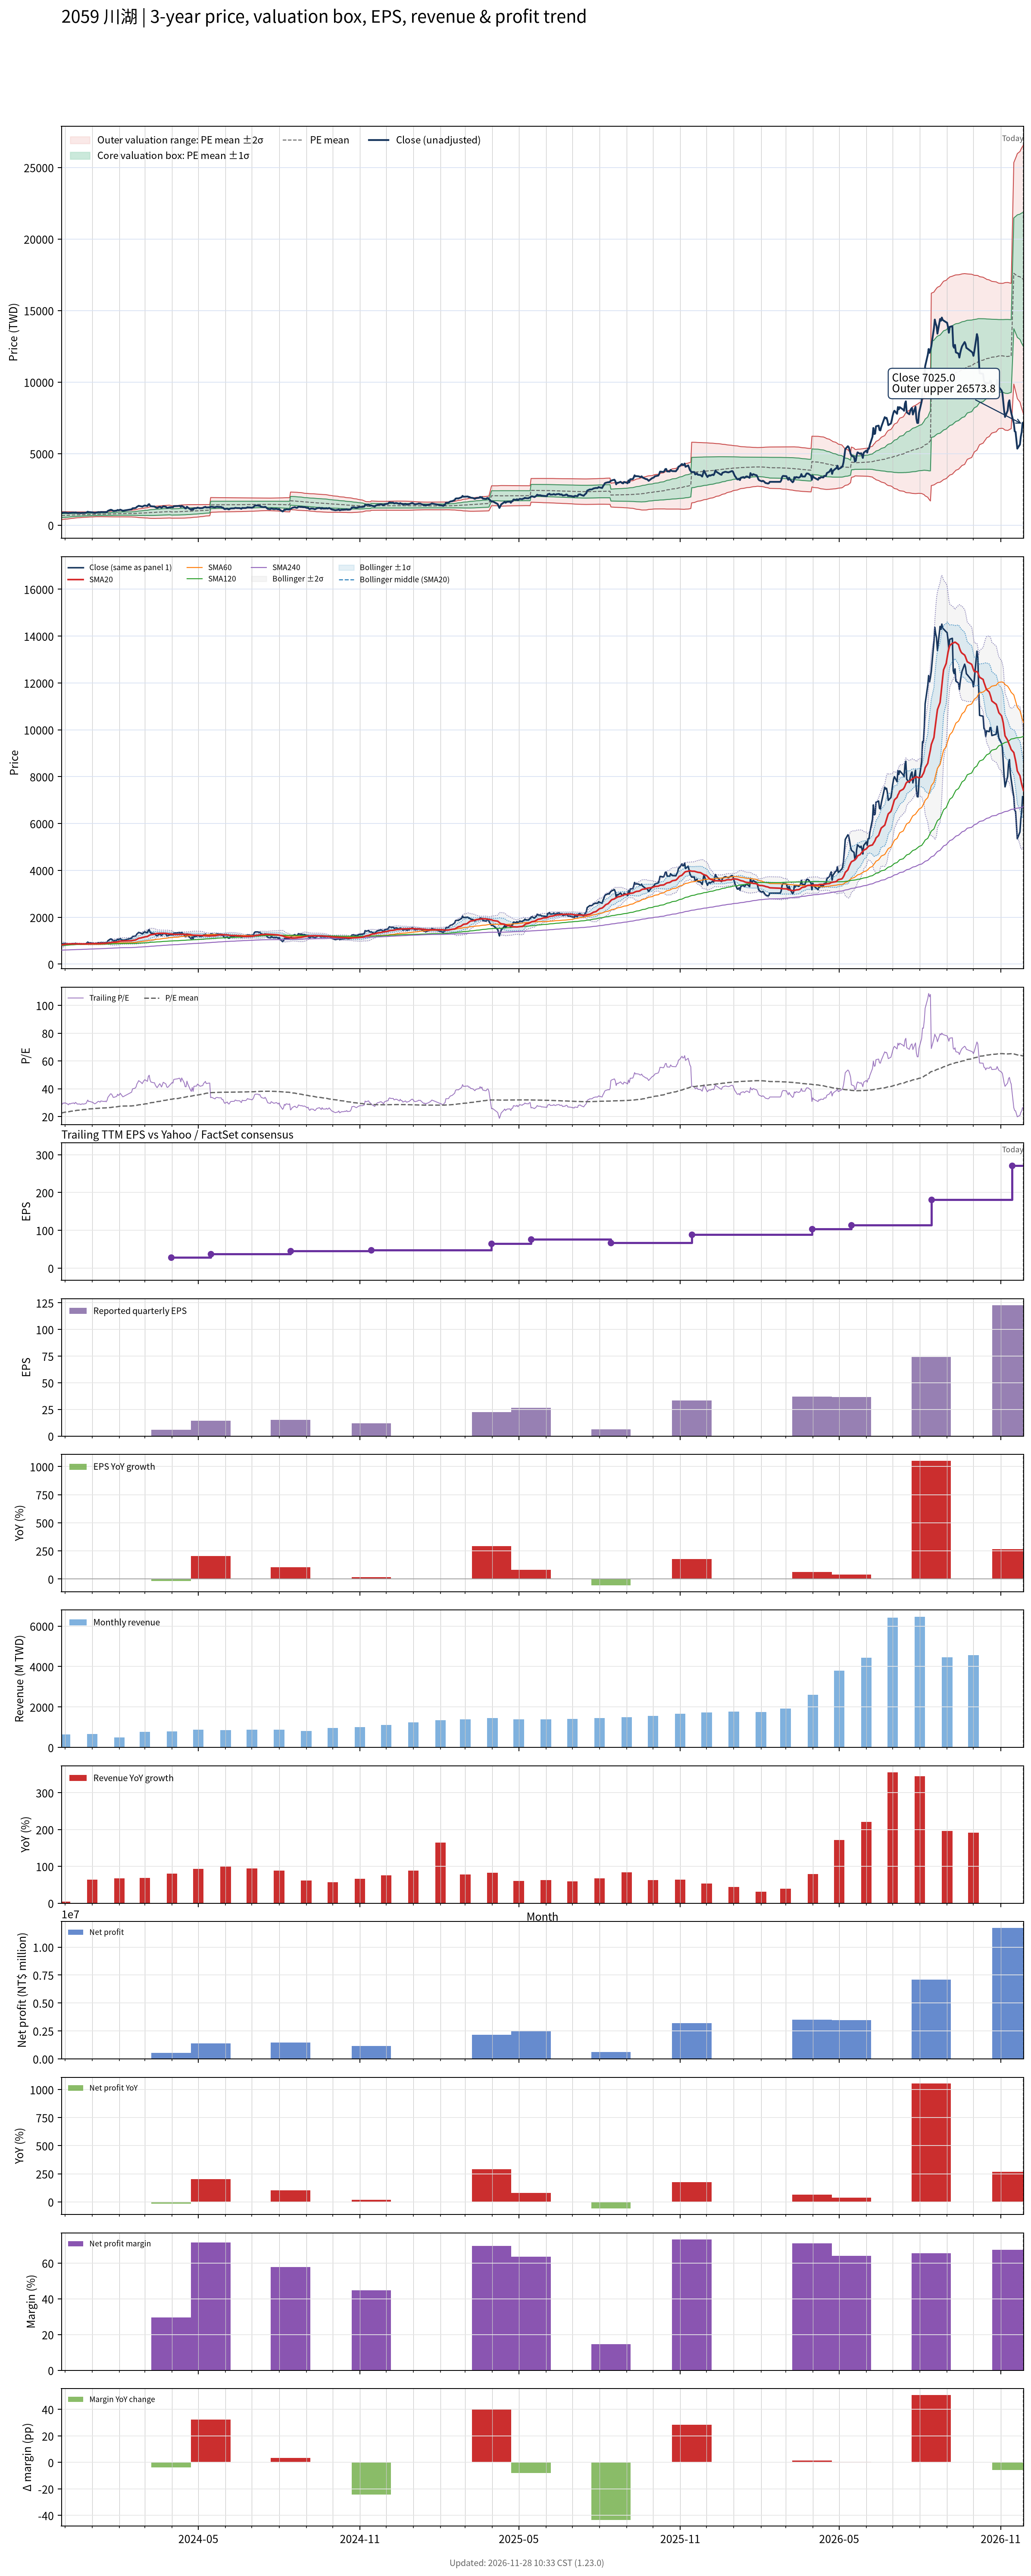 2059 川湖 | 3-year price, valuation box, EPS, revenue & profit trend
Outer valuation range: PE mean ±2σ
Core valuation box: PE mean ±1σ
PE mean
Close (unadjusted)
Today
Price (TWD)
25000
20000
15000
10000
5000
0
Close 7025.0
Outer upper 26573.8
Close (same as panel 1)
SMA20
SMA60
SMA120
SMA240
Bollinger ±2σ
Bollinger ±1σ
Bollinger middle (SMA20)
Price
16000
14000
12000
10000
8000
6000
4000
2000
0
Trailing P/E
P/E mean
P/E
100
80
60
40
20
Trailing TTM EPS vs Yahoo / FactSet consensus
Today
EPS
300
200
100
0
Reported quarterly EPS
EPS
125
100
75
50
25
0
EPS YoY growth
YoY (%)
1000
750
500
250
0
Monthly revenue
Revenue (M TWD)
6000
4000
2000
0
Revenue YoY growth
YoY (%)
300
200
100
0
Month
1e7
Net profit
Net profit (NT$ million)
1.00
0.75
0.50
0.25
0.00
Net profit YoY
YoY (%)
1000
750
500
250
0
Net profit margin
Margin (%)
60
40
20
0
Margin YoY change
Δ margin (pp)
40
20
0
-20
-40
2024-05
2024-11
2025-05
2025-11
2026-05
2026-11
Updated: 2026-11-28 10:33 CST (1.23.0)